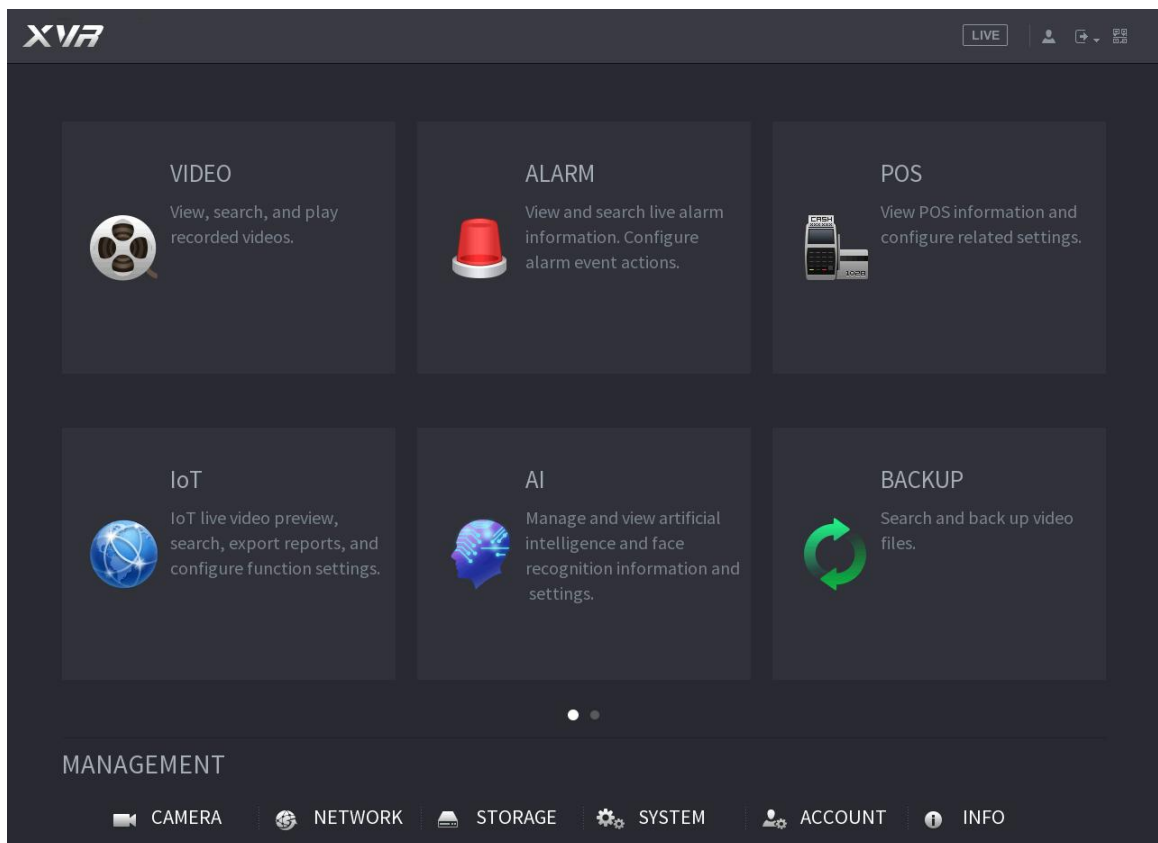 XVR
LIVE
VIDEO
View, search, and play
recorded videos.
ALARM
View and search live alarm
information. Configure
alarm event actions.
POS
View POS information and
configure related settings.
CASH
IoT
IoT live video preview,
search, export reports, and
configure function settings.
AI
Manage and view artificial
intelligence and face
recognition information and
settings.
BACKUP
Search and back up video
files.
MANAGEMENT
CAMERA
NETWORK
STORAGE
SYSTEM
ACCOUNT
INFO